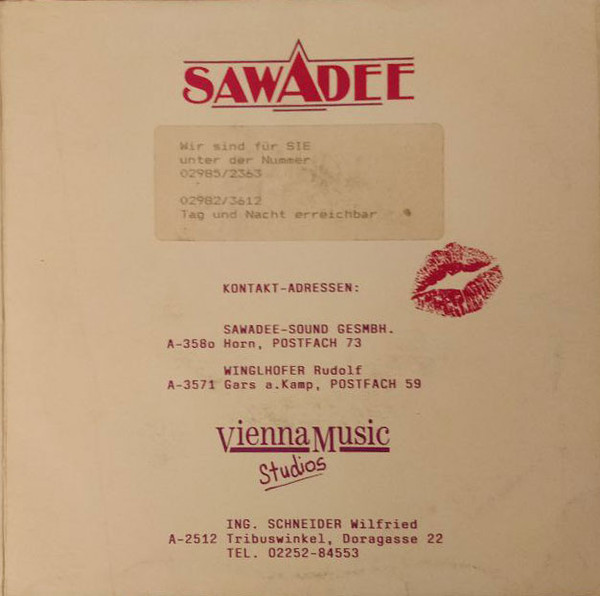 SAWADEE
Wir sind für SIE
unter der Nummer
02985/2363
02982/3612
Tag und Nacht erreichbar
KONTAKT-ADRESSEN:
SAWADEE-SOUND GESMBH.
A-358o Horn, POSTFACH 73
WINGLHOFER Rudolf
A-3571 Gars a.Kamp, POSTFACH 59
Vienna Music
Studios
ING. SCHNEIDER Wilfried
A-2512 Tribuswinkel, Doragasse 22
TEL. 02252-84553